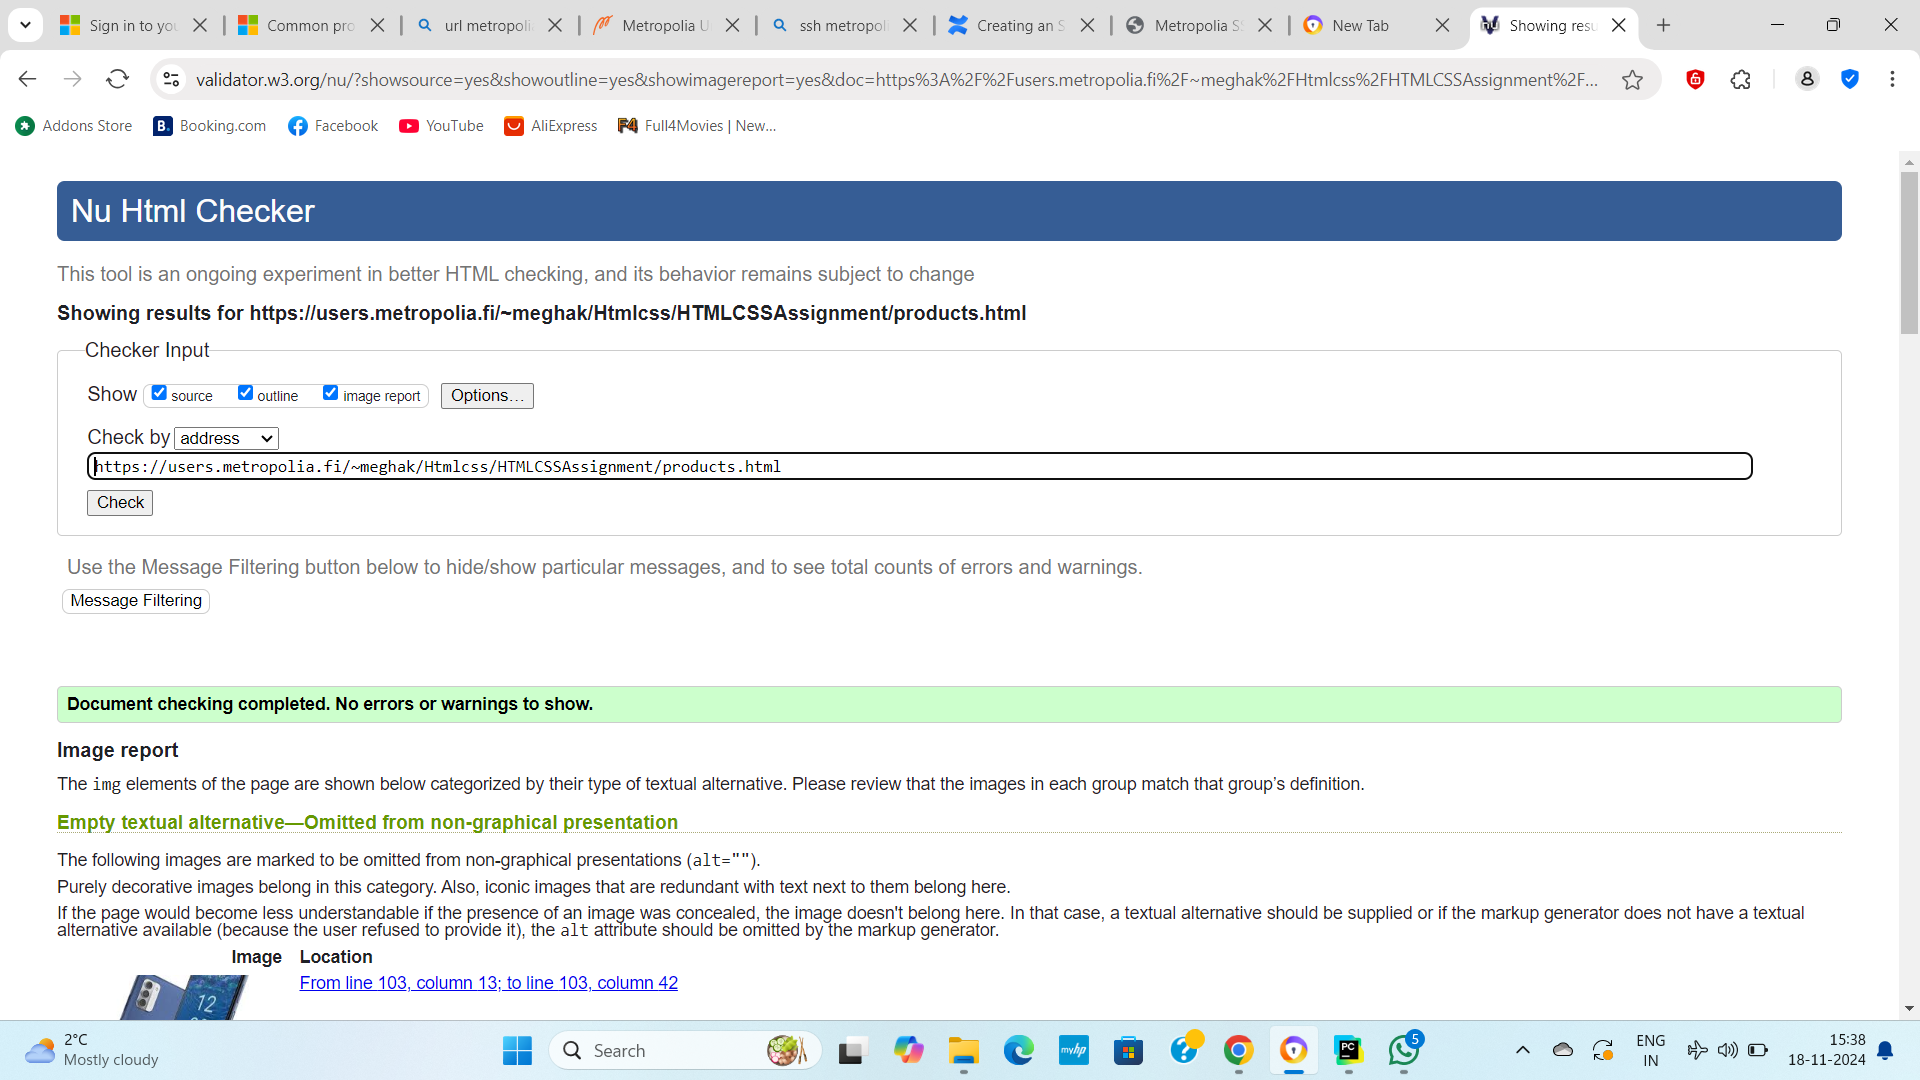 Sign in to you
Common pro
url metropoli
Metropolia U
ssh metropol
Creating an S
Metropolia S
New Tab
Showing resu
validator.w3.org/nu/?showsource=yes&showoutline=yes&showimagereport=yes&doc=https%3A%2F%2Fusers.metropolia.fi%2F~meghak%2FHtmlcss%2FHTMLCSSAssignment%2F...
Addons Store
Booking.com
Facebook
YouTube
AliExpress
Full4Movies | New...
Nu Html Checker
This tool is an ongoing experiment in better HTML checking, and its behavior remains subject to change
Showing results for https://users.metropolia.fi/~meghak/Htmlcss/HTMLCSSAssignment/products.html
Checker Input
Show source outline image report Options...
Check by address
https://users.metropolia.fi/~meghak/Htmlcss/HTMLCSSAssignment/products.html
Check
Use the Message Filtering button below to hide/show particular messages, and to see total counts of errors and warnings.
Message Filtering
Document checking completed. No errors or warnings to show.
Image report
The img elements of the page are shown below categorized by their type of textual alternative. Please review that the images in each group match that group’s definition.
Empty textual alternative—Omitted from non-graphical presentation
The following images are marked to be omitted from non-graphical presentations (alt="").
Purely decorative images belong in this category. Also, iconic images that are redundant with text next to them belong here.
If the page would become less understandable if the presence of an image was concealed, the image doesn't belong here. In that case, a textual alternative should be supplied or if the markup generator does not have a textual
alternative available (because the user refused to provide it), the alt attribute should be omitted by the markup generator.
Image Location
From line 103, column 13; to line 103, column 42
12
2°C
Mostly cloudy
Search
myhp
PC
5
ENG
IN
15:38
18-11-2024